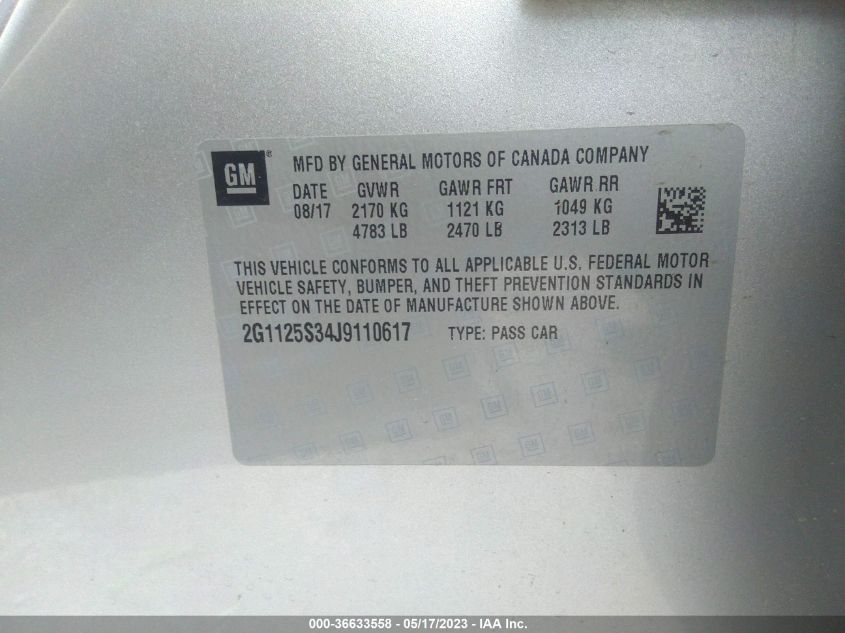 GM® MFD BY GENERAL MOTORS OF CANADA COMPANY
DATE GVWR GAWR FRT GAWR RR
08/17 2170 KG 1121 KG 1049 KG
4783 LB 2470 LB 2313 LB
THIS VEHICLE CONFORMS TO ALL APPLICABLE U.S. FEDERAL MOTOR
VEHICLE SAFETY, BUMPER, AND THEFT PREVENTION STANDARDS IN
EFFECT ON THE DATE OF MANUFACTURE SHOWN ABOVE.
2G1125S34J9110617 TYPE: PASS CAR
000-36633558 - 05/17/2023 - IAA Inc.